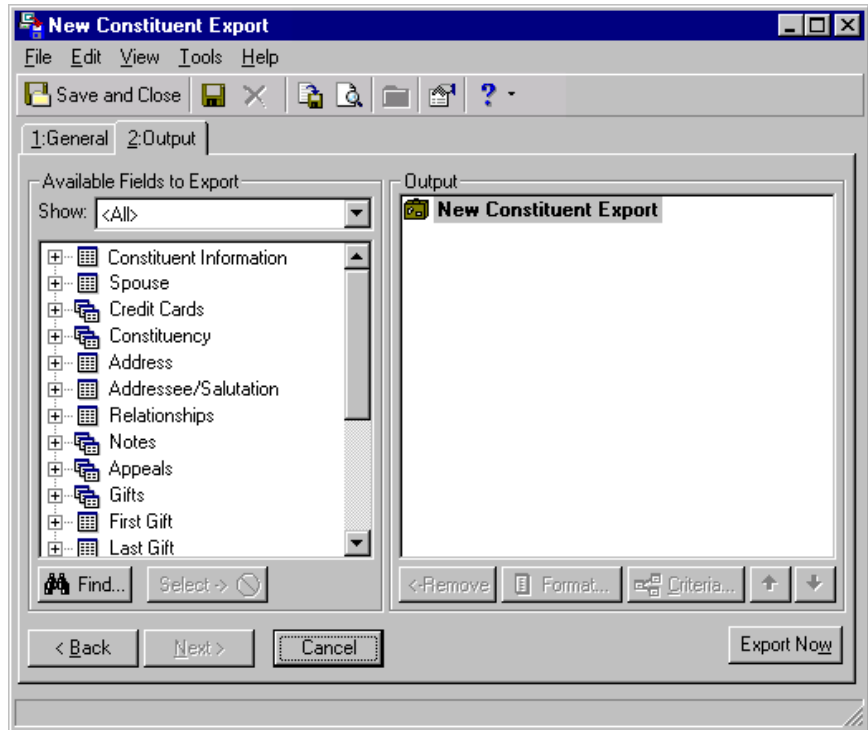 New Constituent Export
File Edit View Tools Help
Save and Close ?
1:General 2:Output
Available Fields to Export
Show: <All>
Constituent Information
Spouse
Credit Cards
Constituency
Address
Addressee/Salutation
Relationships
Notes
Appeals
Gifts
First Gift
Last Gift
Find... Select ->
Output
New Constituent Export
<-Remove Format... Criteria...
< Back Next > Cancel Export Now